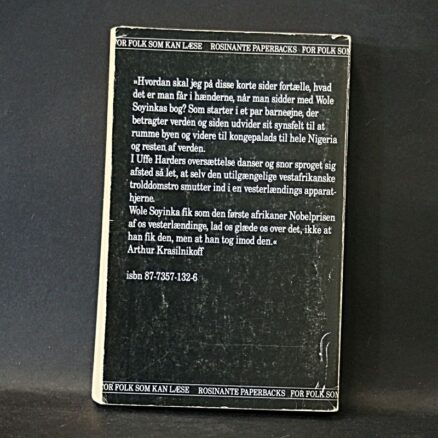 FOR FOLK SOM KAN LÆSE ROSINANTE PAPERBACKS FOR FOLK SOM
»Hvordan skal jeg på disse korte sider fortælle, hvad
det er man får i hænderne, når man sidder med Wole
Soyinkas bog? Som starter i et par barneøjne, der
betragter verden og siden udvider sit synsfelt til at
rumme byen og videre til kongepalads til hele Nigeria
og resten af verden.
I Uffe Harders oversættelse danser og snor sproget sig
afsted så let, at selv den utilgængelige vestafrikanske
trolddomstro smutter ind i en vesterlændings apparat-
hjerne.
Wole Soyinka fik som den første afrikaner Nobelprisen
af os vesterlændinge, lad os glæde os over det, ikke at
han fik den, men at han tog imod den.«
Arthur Krasilnikoff
isbn 87-7357-132-6
FOR FOLK SOM KAN LÆSE ROSINANTE PAPERBACKS FOR FOLK SOM